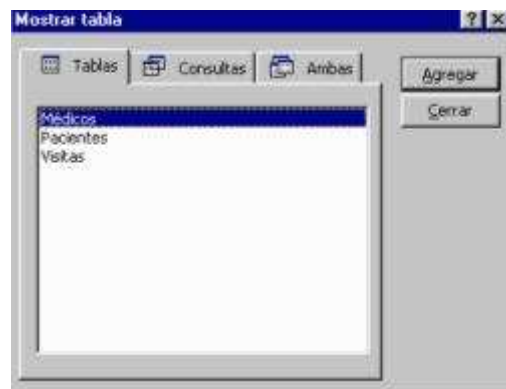 Mostrar tabla
Tablas Consultas Ambas
Agregar
Cerrar
Médicos
Pacientes
Visitas